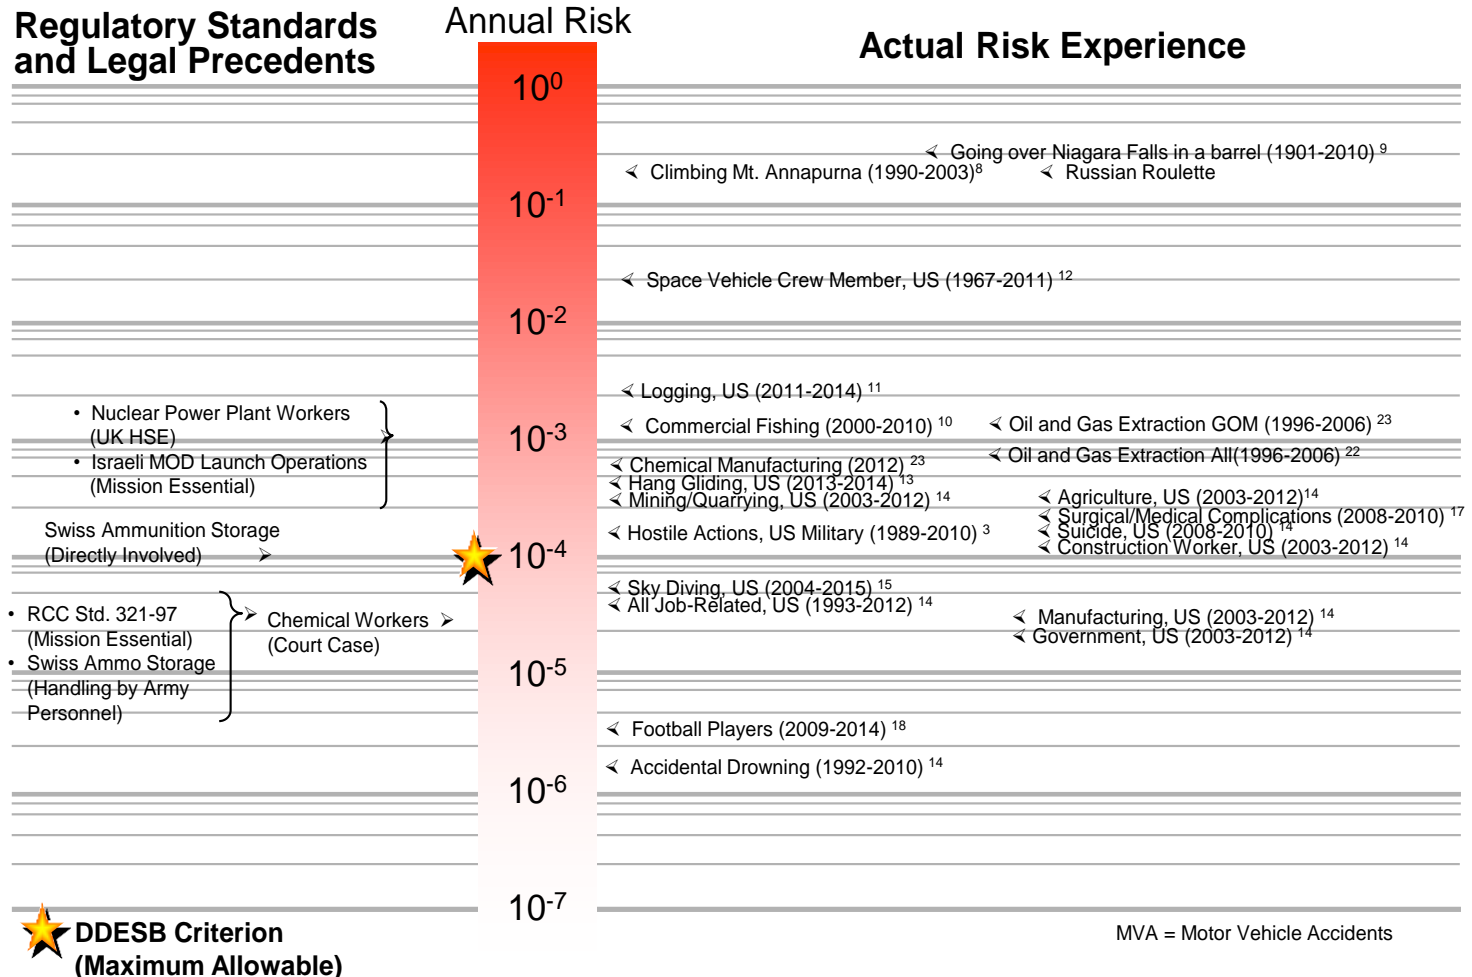 Regulatory Standards
and Legal Precedents
Annual Risk
Actual Risk Experience
10⁰
10⁻¹
10⁻²
10⁻³
10⁻⁴
10⁻⁵
10⁻⁶
10⁻⁷
• Nuclear Power Plant Workers
(UK HSE)
• Israeli MOD Launch Operations
(Mission Essential)
Swiss Ammunition Storage
(Directly Involved)
• RCC Std. 321-97
(Mission Essential)
• Swiss Ammo Storage
(Handling by Army
Personnel)
Chemical Workers
(Court Case)
Going over Niagara Falls in a barrel (1901-2010) ⁹
Climbing Mt. Annapurna (1990-2003)⁸
Russian Roulette
Space Vehicle Crew Member, US (1967-2011) ¹²
Logging, US (2011-2014) ¹¹
Commercial Fishing (2000-2010) ¹⁰
Oil and Gas Extraction GOM (1996-2006) ²³
Oil and Gas Extraction All(1996-2006) ²²
Chemical Manufacturing (2012) ²³
Hang Gliding, US (2013-2014) ¹³
Mining/Quarrying, US (2003-2012) ¹⁴
Agriculture, US (2003-2012)¹⁴
Surgical/Medical Complications (2008-2010) ¹⁷
Suicide, US (2008-2010) ¹⁴
Hostile Actions, US Military (1989-2010) ³
Construction Worker, US (2003-2012) ¹⁴
Sky Diving, US (2004-2015) ¹⁵
All Job-Related, US (1993-2012) ¹⁴
Manufacturing, US (2003-2012) ¹⁴
Government, US (2003-2012) ¹⁴
Football Players (2009-2014) ¹⁸
Accidental Drowning (1992-2010) ¹⁴
DDESB Criterion
(Maximum Allowable)
MVA = Motor Vehicle Accidents